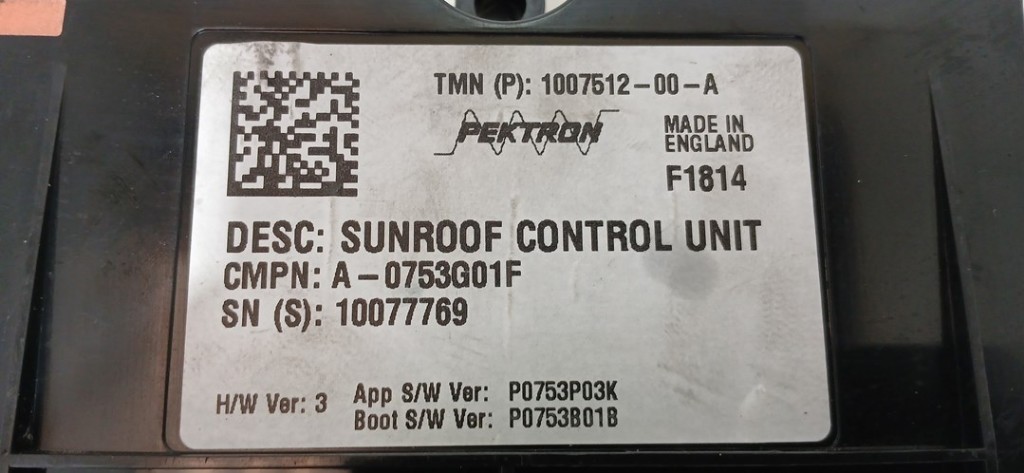 TMN (P): 1007512-00-A
PEKTRON
MADE IN
ENGLAND
F1814
DESC: SUNROOF CONTROL UNIT
CMPN: A-0753G01F
SN (S): 10077769
H/W Ver: 3
App S/W Ver: P0753P03K
Boot S/W Ver: P0753B01B